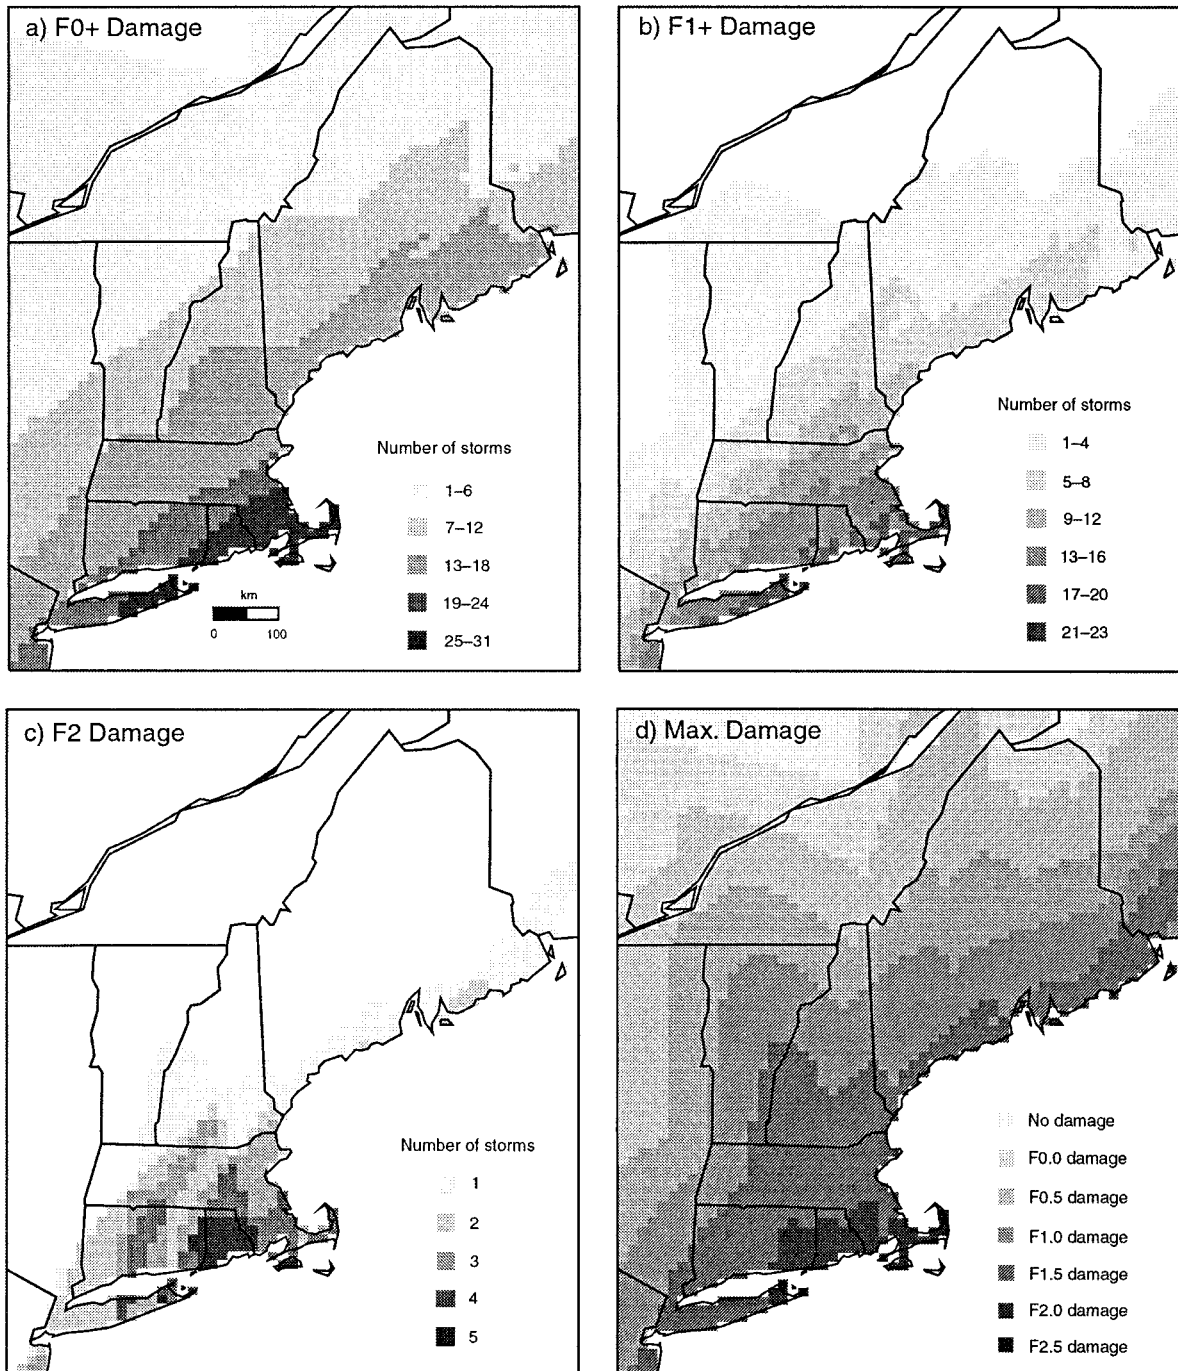 a) F0+ Damage
Number of storms
1–6
7–12
13–18
19–24
25–31
km
0 100
b) F1+ Damage
Number of storms
1–4
5–8
9–12
13–16
17–20
21–23
c) F2 Damage
Number of storms
1
2
3
4
5
d) Max. Damage
No damage
F0.0 damage
F0.5 damage
F1.0 damage
F1.5 damage
F2.0 damage
F2.5 damage